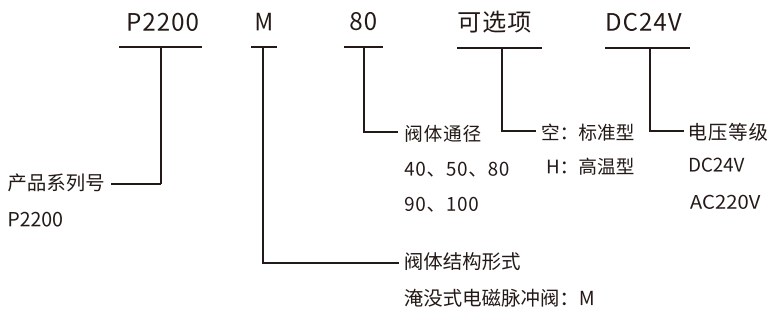 P2200 M 80 可选项 DC24V
阀体通径 空：标准型 电压等级
40、50、80 H：高温型 DC24V
产品系列号
90、100 AC220V
P2200
阀体结构形式
淹没式电磁脉冲阀：M